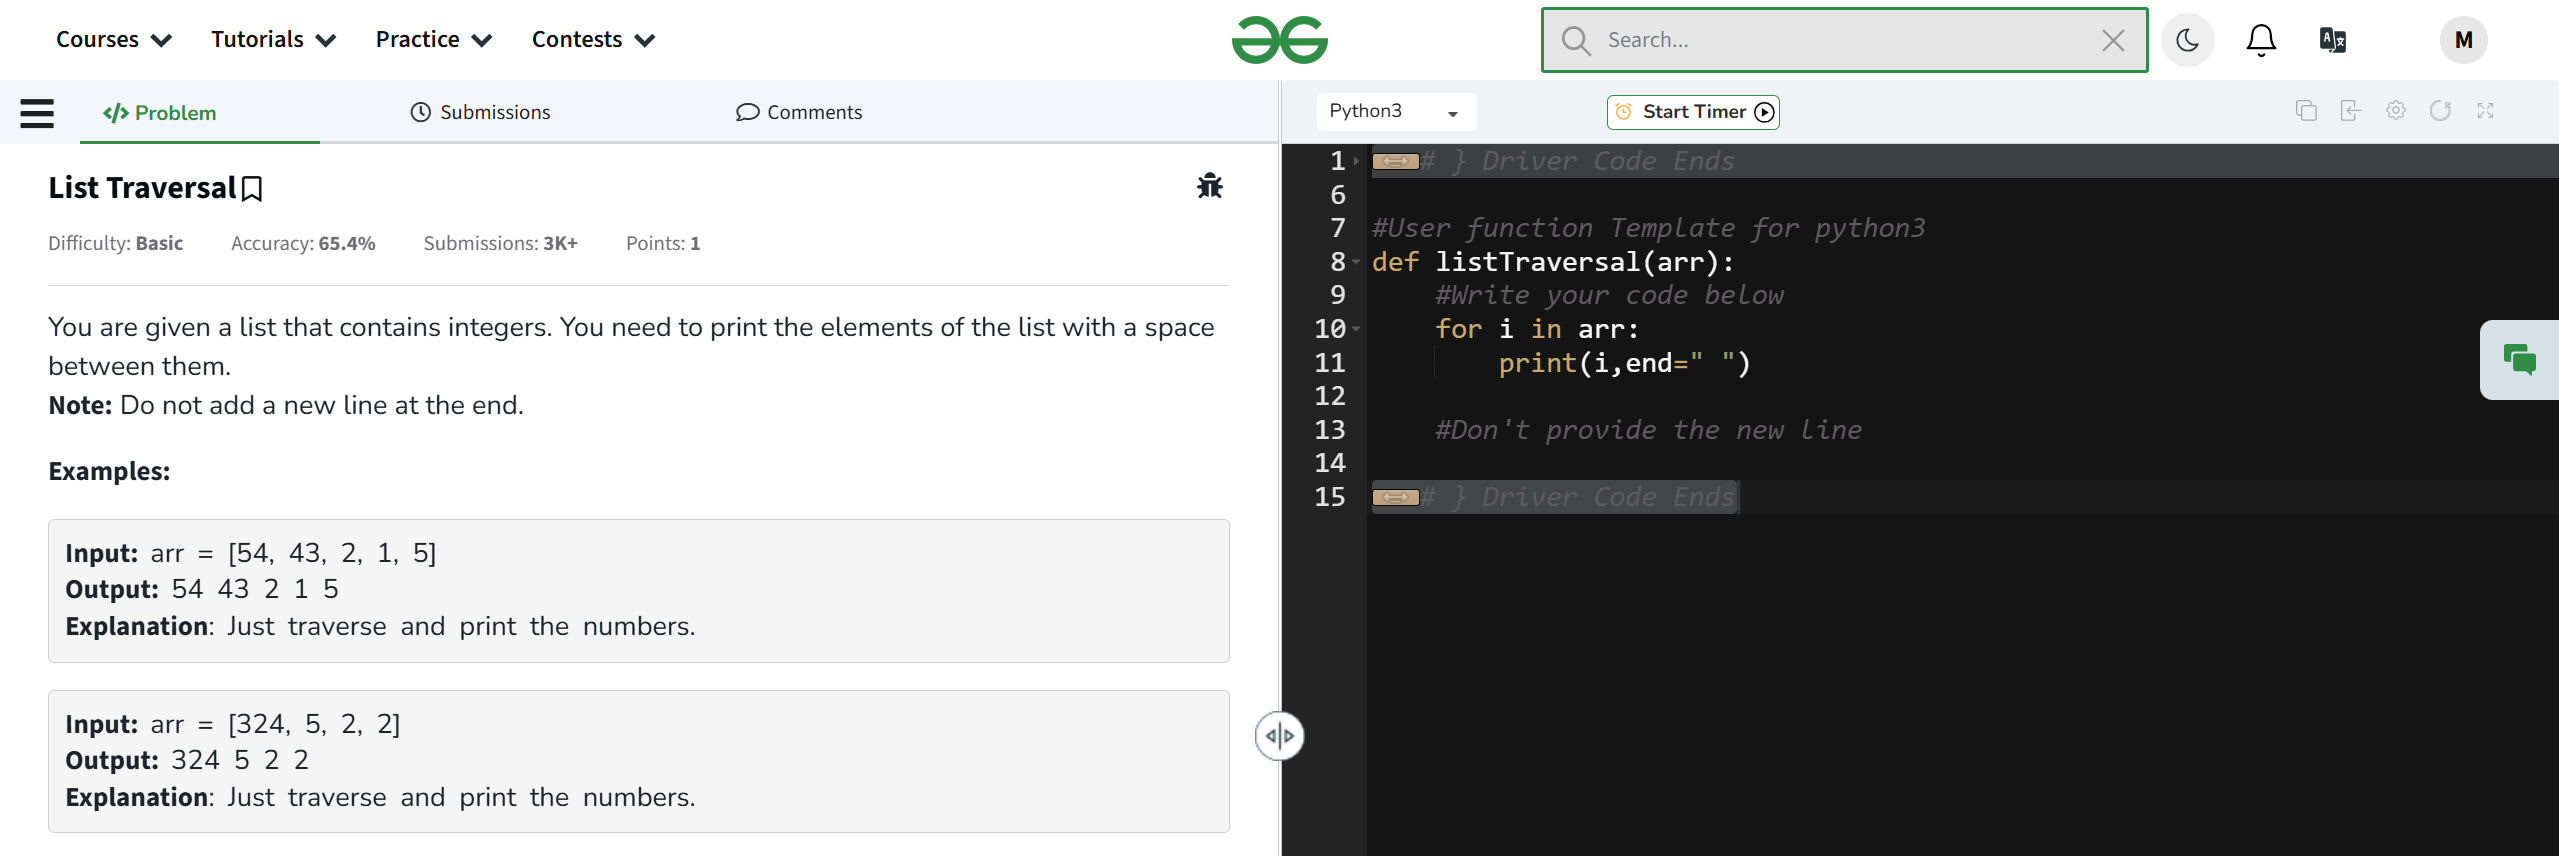 Courses Tutorials Practice Contests Search... M
Problem Submissions Comments
Python3 Start Timer
List Traversal
Difficulty: Basic Accuracy: 65.4% Submissions: 3K+ Points: 1
You are given a list that contains integers. You need to print the elements of the list with a space
between them.
Note: Do not add a new line at the end.
Examples:
Input: arr = [54, 43, 2, 1, 5]
Output: 54 43 2 1 5
Explanation: Just traverse and print the numbers.
Input: arr = [324, 5, 2, 2]
Output: 324 5 2 2
Explanation: Just traverse and print the numbers.
1 # } Driver Code Ends
6
7 #User function Template for python3
8 def listTraversal(arr):
9     #Write your code below
10     for i in arr:
11         print(i,end=" ")
12
13     #Don't provide the new line
14
15 # } Driver Code Ends